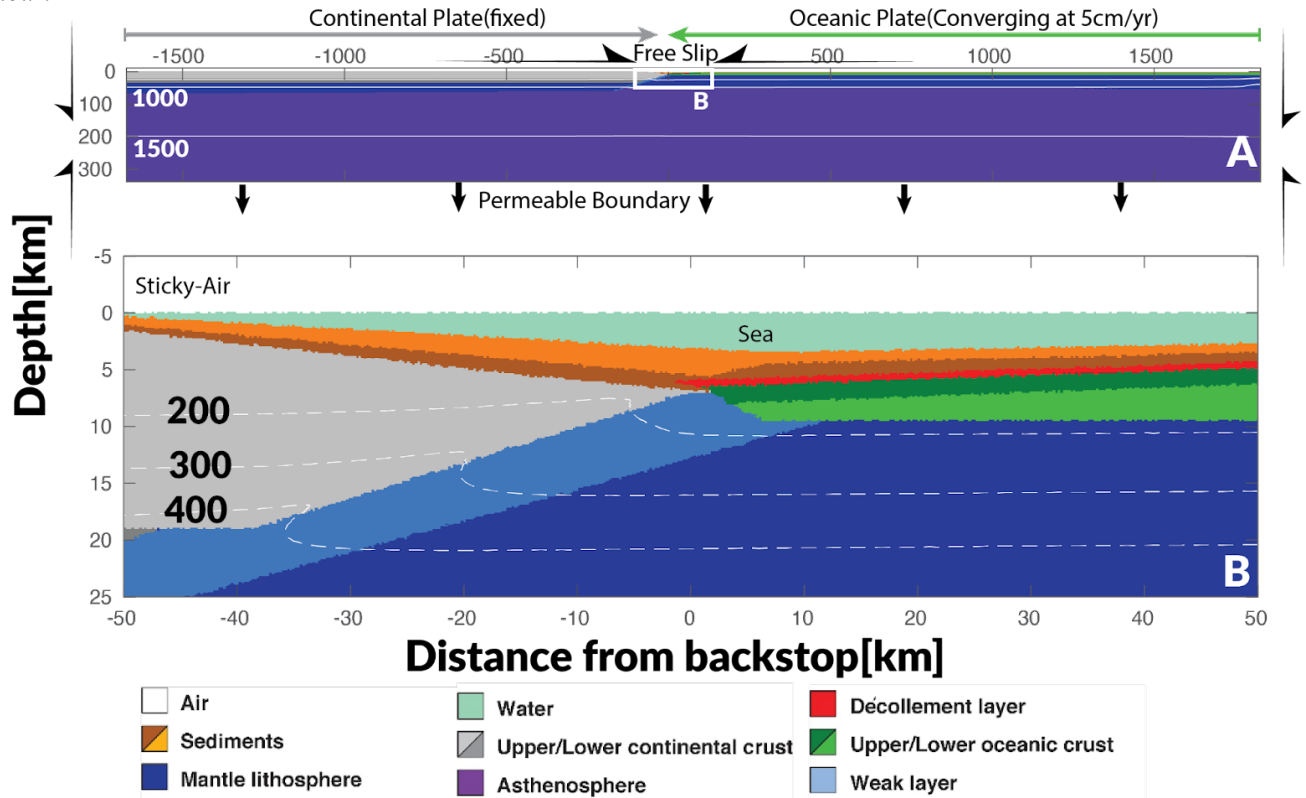 Continental Plate(fixed) Oceanic Plate(Converging at 5cm/yr)
-1500 -1000 -500 Free Slip 500 1000 1500
0
100
200
300
1000
1500
B
A
Permeable Boundary
Depth[km]
-5
0
5
10
15
20
25
Sticky-Air
Sea
200
300
400
B
-50 -40 -30 -20 -10 0 10 20 30 40 50
Distance from backstop[km]
Air
Water
Décollement layer
Sediments
Upper/Lower continental crust
Upper/Lower oceanic crust
Mantle lithosphere
Asthenosphere
Weak layer